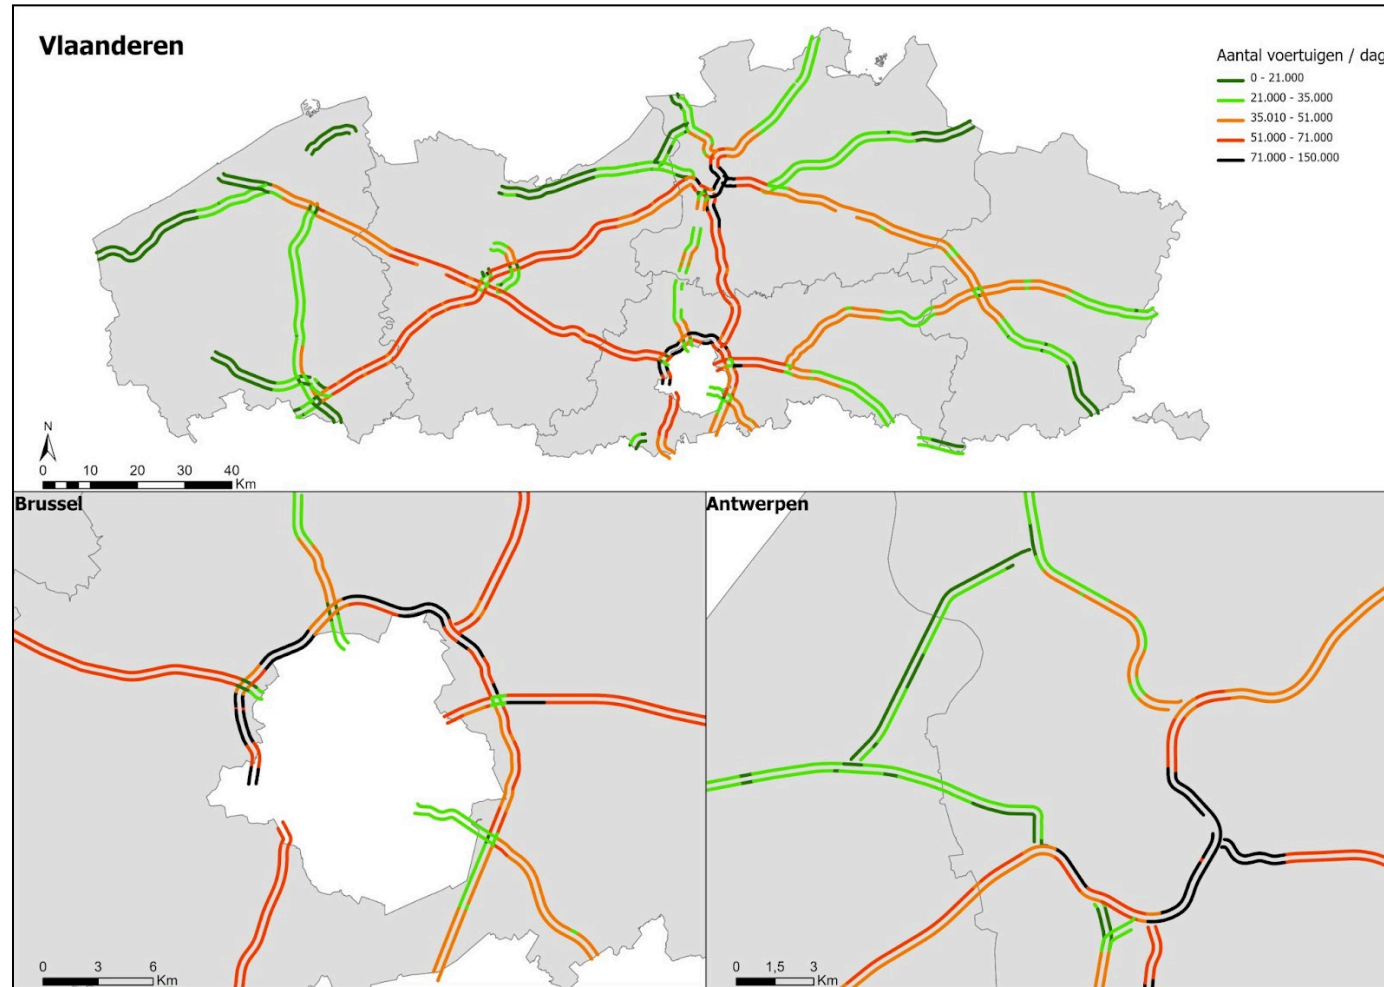 Vlaanderen
Aantal voertuigen / dag
0 - 21.000
21.000 - 35.000
35.010 - 51.000
51.000 - 71.000
71.000 - 150.000
N
0 10 20 30 40 Km
Brussel
0 3 6 Km
Antwerpen
0 1,5 3 Km